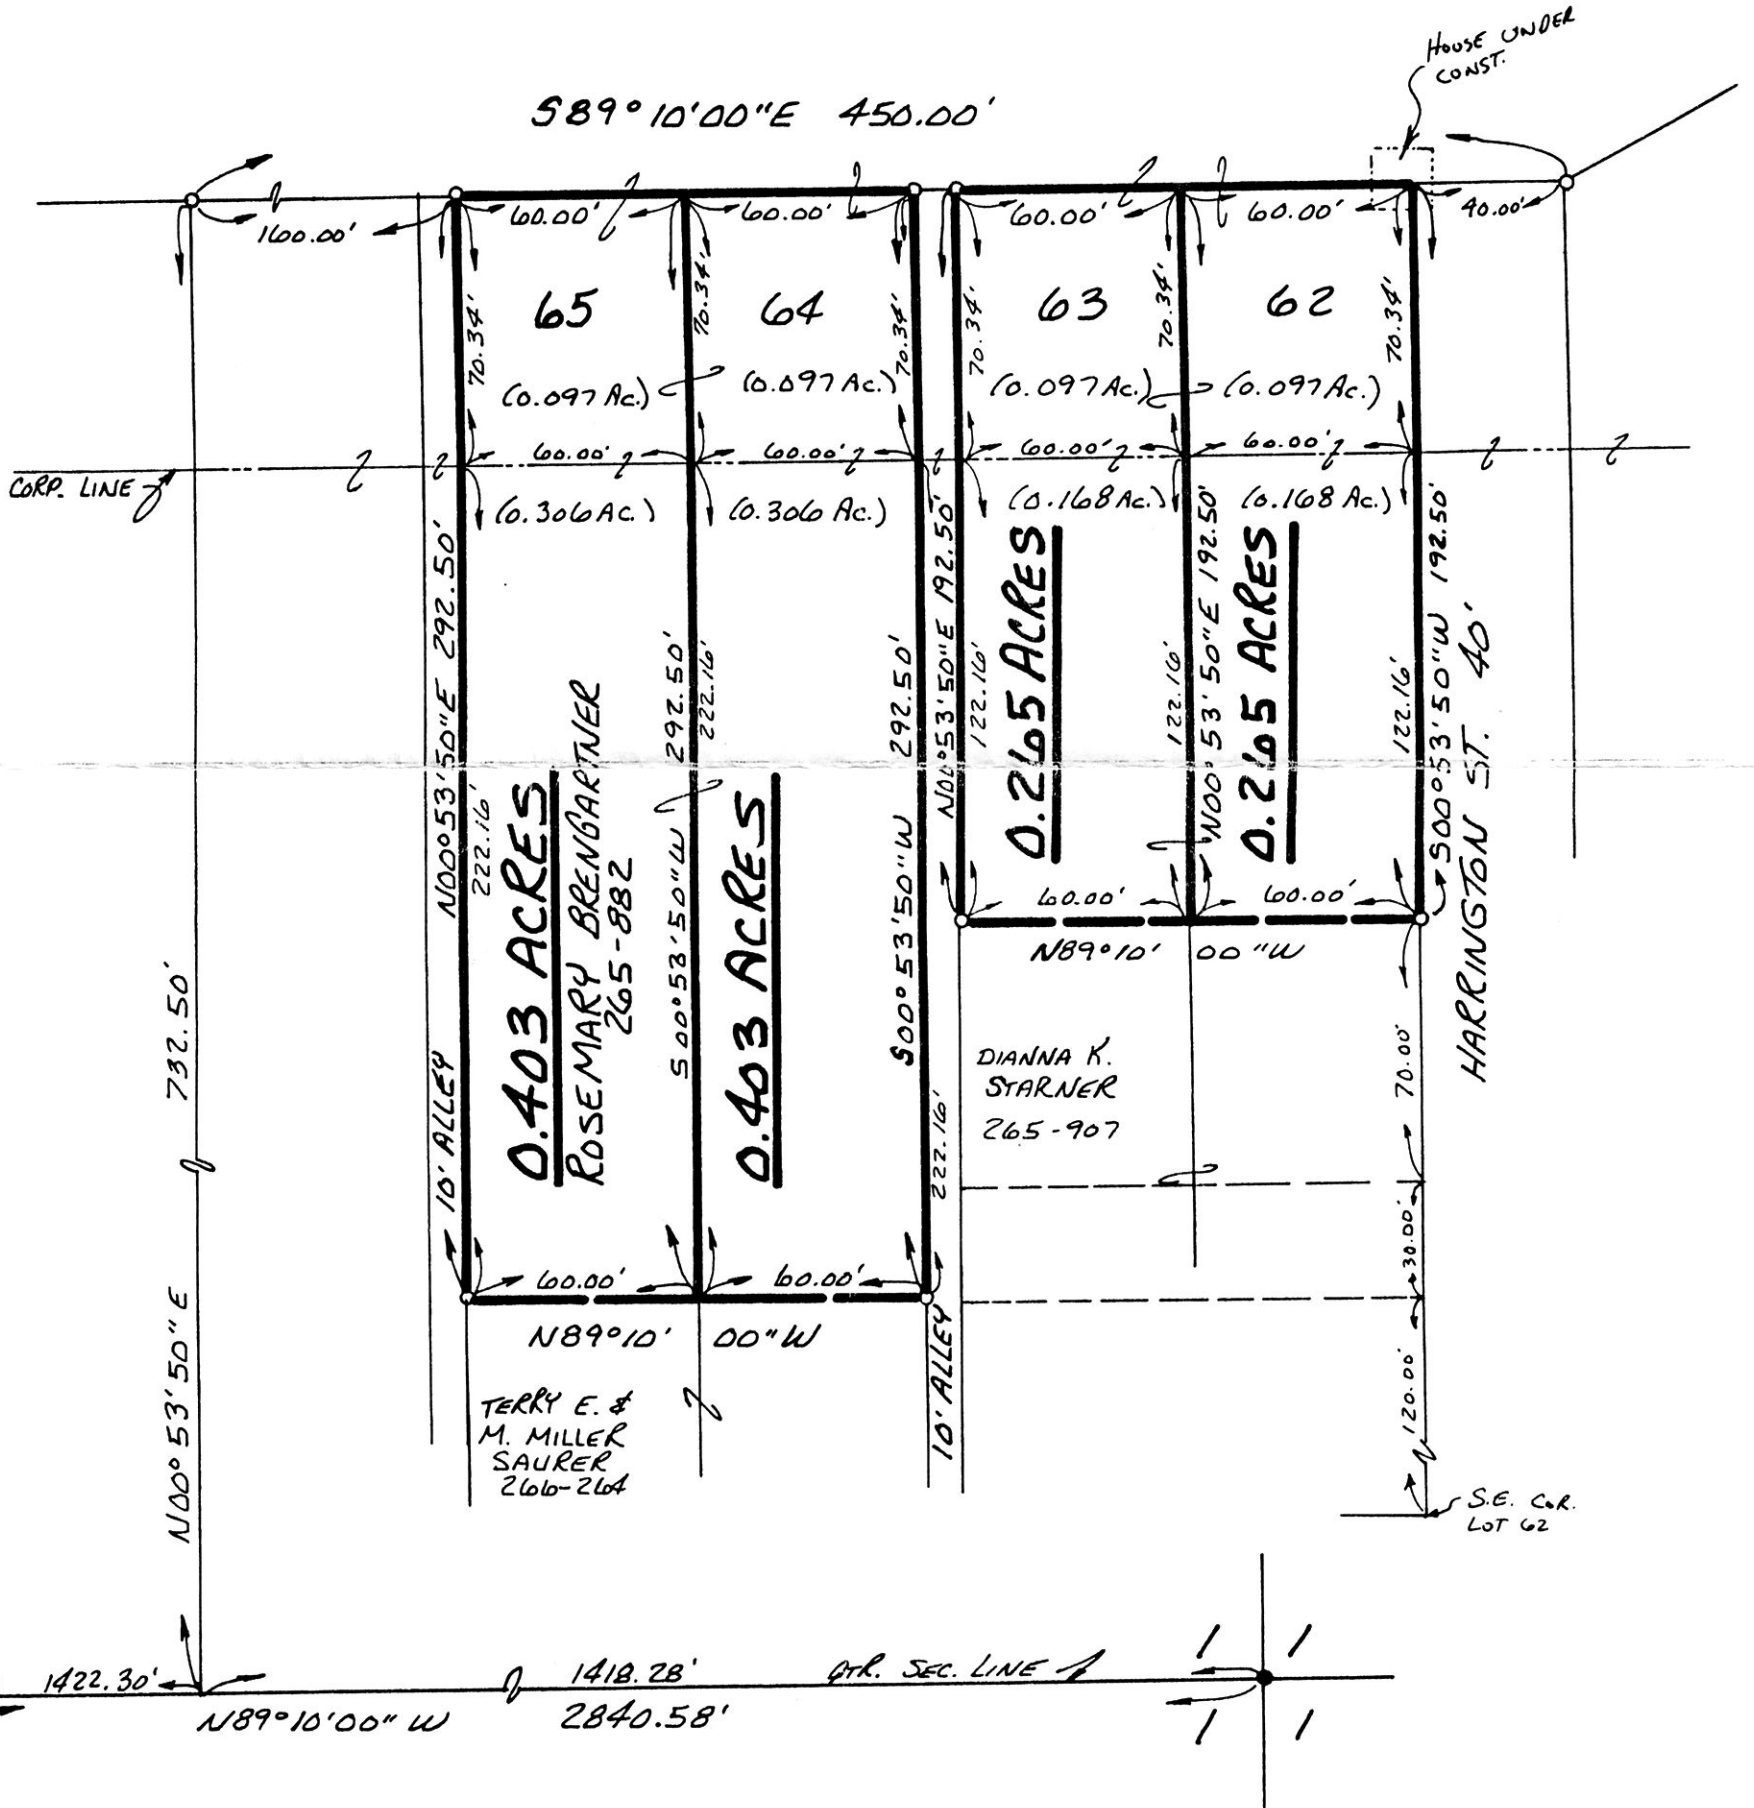 HOUSE UNDER
CONST.
S89°10'00"E 450.00'
160.00'
60.00'
60.00'
60.00'
60.00'
40.00'
70.34'
65
70.34'
64
70.34'
70.34'
63
70.34'
62
70.34'
(0.097 Ac.)
(0.097 Ac.)
(0.097 Ac.)
(0.097 Ac.)
CORP. LINE
60.00'
60.00'
60.00'
60.00'
(0.306 Ac.)
(0.306 Ac.)
(0.168 Ac.)
(0.168 Ac.)
N00°53'50"E 292.50'
222.16'
10' ALLEY
0.403 ACRES
ROSEMARY BRENGARTNER
265-882
S00°53'50"W 292.50'
222.16'
0.403 ACRES
S00°53'50"W 292.50'
222.16'
N00°53'50"E 192.50'
122.16'
0.265 ACRES
122.16'
N00°53'50"E 192.50'
0.265 ACRES
122.16'
S00°53'50"W 192.50'
HARRINGTON ST. 40'
60.00'
60.00'
N89°10'00"W
DIANNA K.
STARNER
265-907
70.00'
30.00'
120.00'
60.00'
60.00'
N89°10'00"W
10' ALLEY
TERRY E. &
M. MILLER
SAURER
266-264
S.E. COR.
LOT 62
N00°53'50"E 732.50'
1422.30'
1418.28'
QTR. SEC. LINE
N89°10'00"W
2840.58'
1 1
1 1